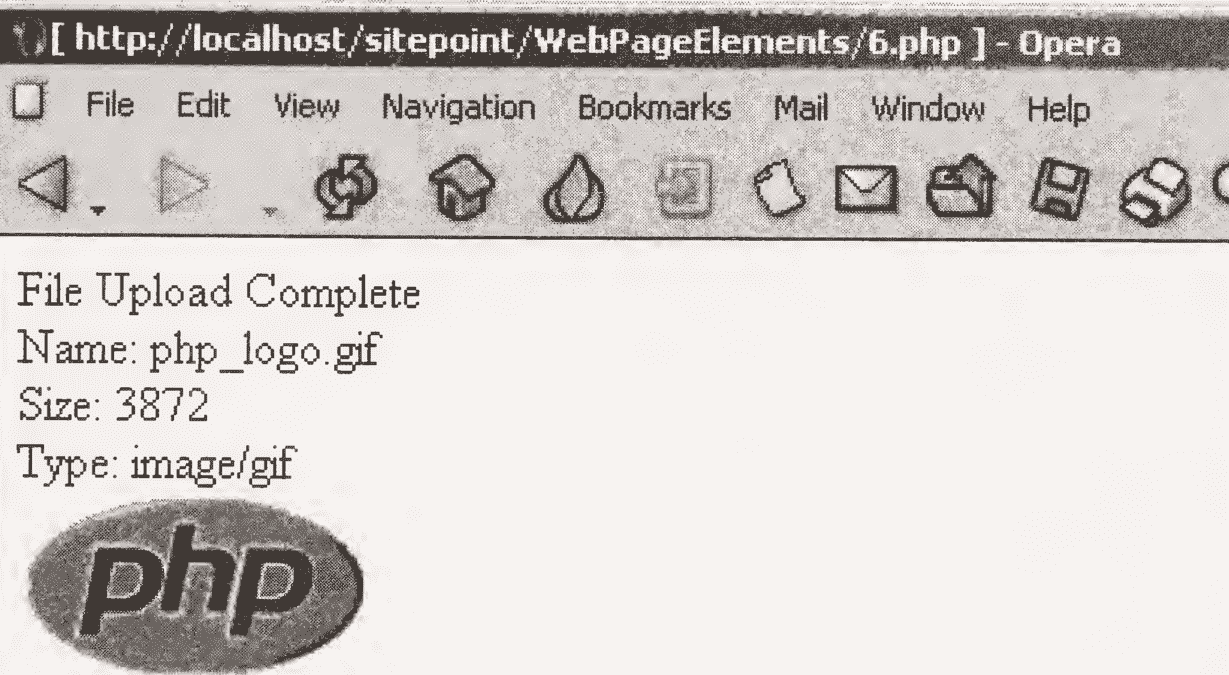 [ http://localhost/sitepoint/WebPageElements/6.php ] - Opera
File Edit View Navigation Bookmarks Mail Window Help
File Upload Complete
Name: php_logo.gif
Size: 3872
Type: image/gif
php